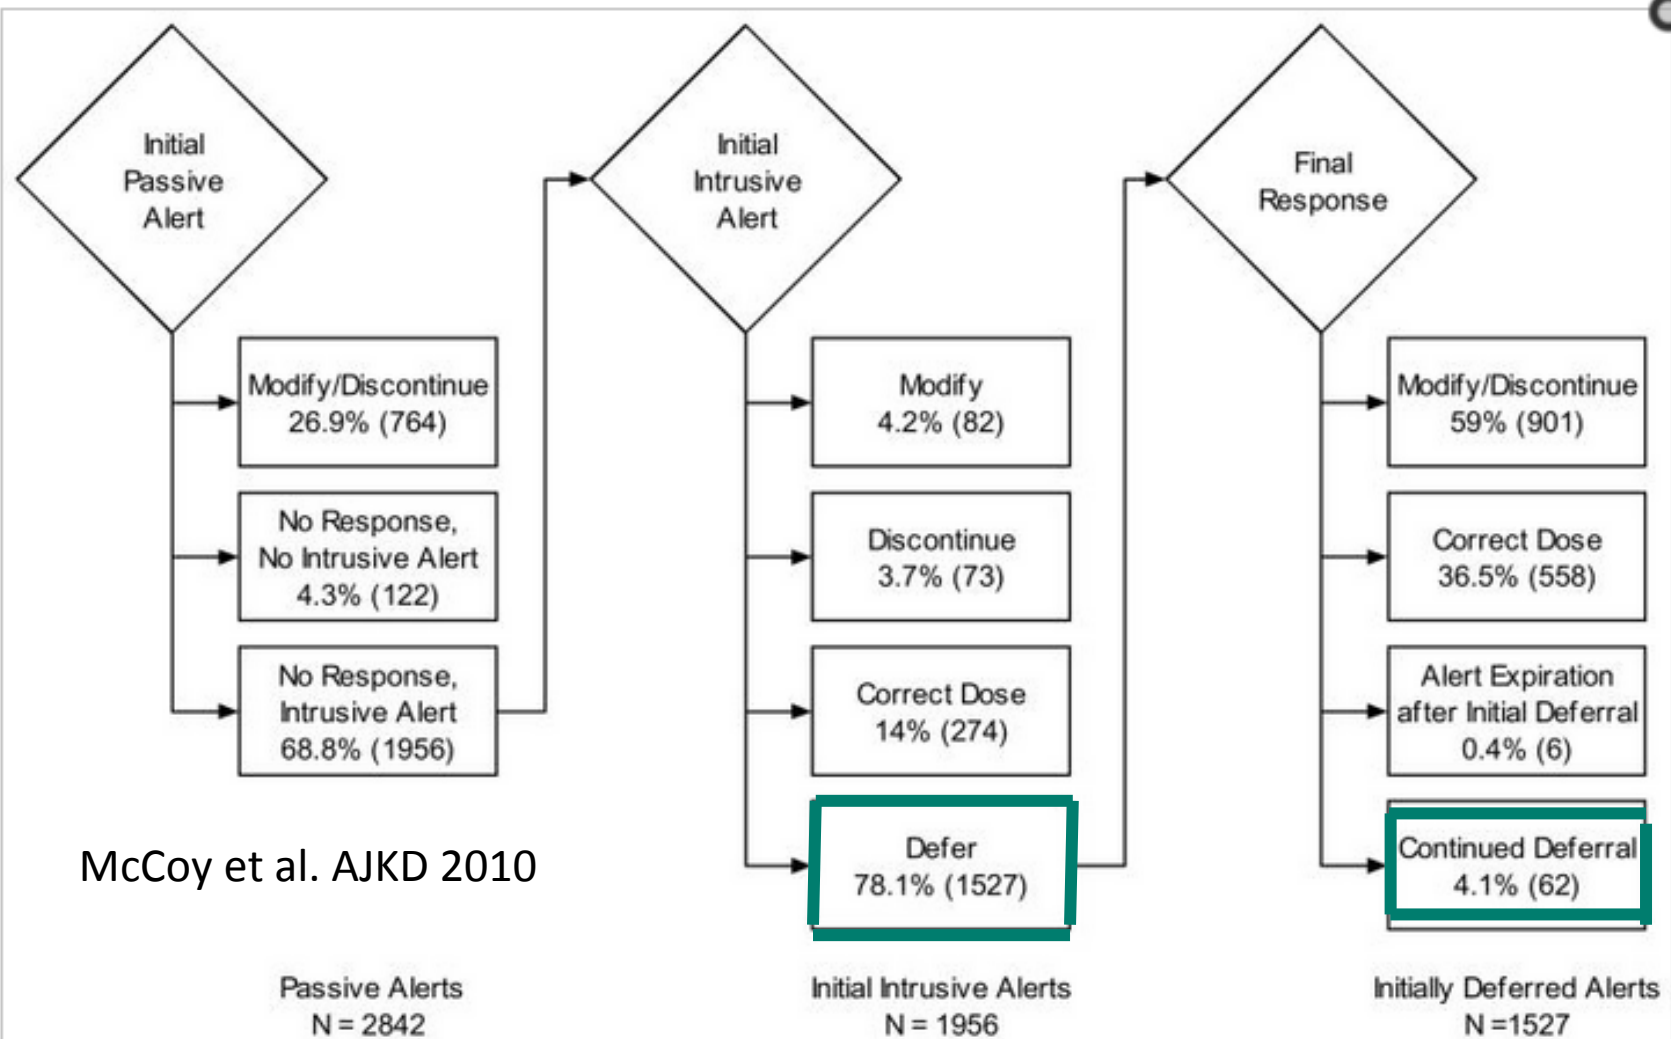 Initial
Passive
Alert
Modify/Discontinue
26.9% (764)
No Response,
No Intrusive Alert
4.3% (122)
No Response,
Intrusive Alert
68.8% (1956)
McCoy et al. AJKD 2010
Passive Alerts
N = 2842
Initial
Intrusive
Alert
Modify
4.2% (82)
Discontinue
3.7% (73)
Correct Dose
14% (274)
Defer
78.1% (1527)
Initial Intrusive Alerts
N = 1956
Final
Response
Modify/Discontinue
59% (901)
Correct Dose
36.5% (558)
Alert Expiration
after Initial Deferral
0.4% (6)
Continued Deferral
4.1% (62)
Initially Deferred Alerts
N =1527